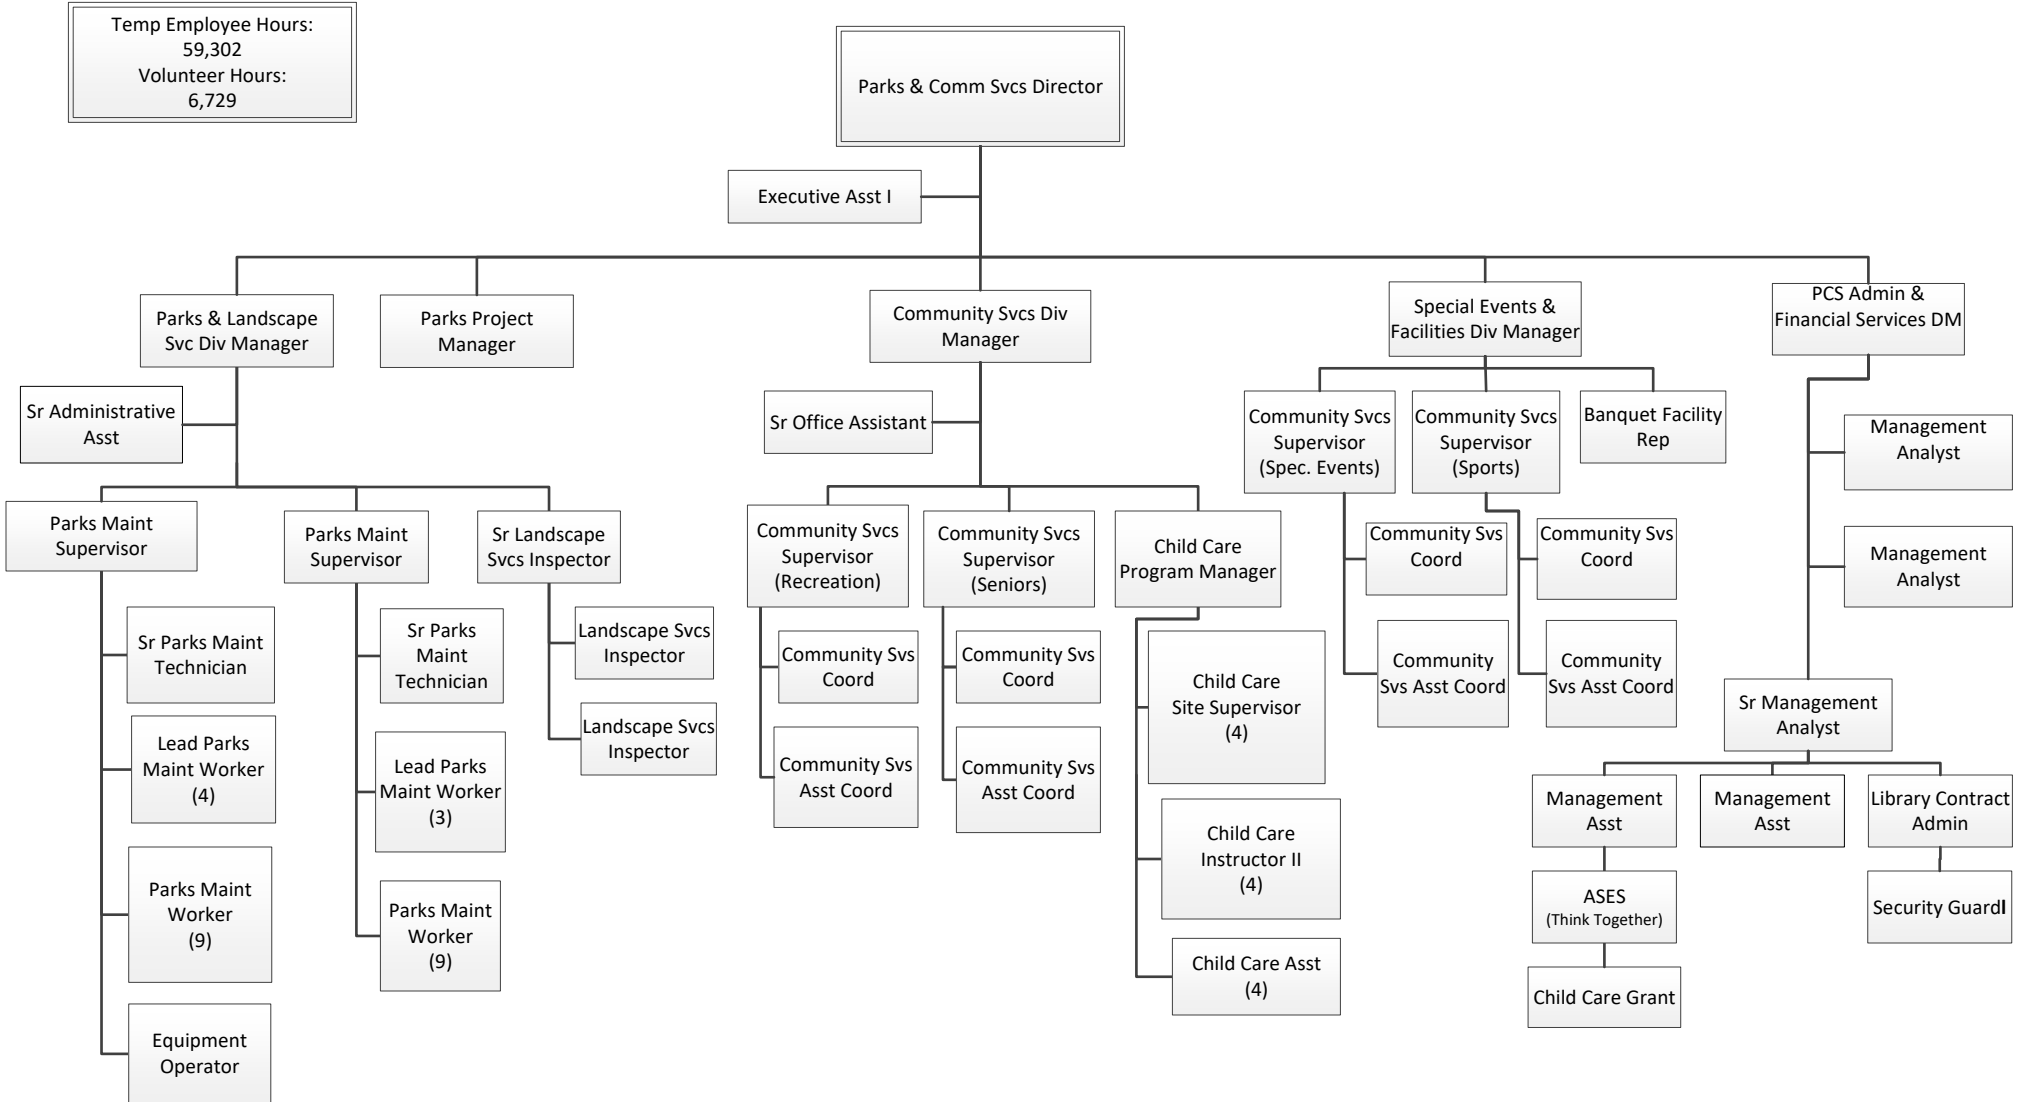 Temp Employee Hours:
59,302
Volunteer Hours:
6,729
Parks & Comm Svcs Director
Executive Asst I
Parks & Landscape
Svc Div Manager
Parks Project
Manager
Community Svcs Div
Manager
Special Events &
Facilities Div Manager
PCS Admin &
Financial Services DM
Sr Administrative
Asst
Parks Maint
Supervisor
Sr Parks Maint
Technician
Lead Parks
Maint Worker
(4)
Parks Maint
Worker
(9)
Equipment
Operator
Parks Maint
Supervisor
Sr Parks
Maint
Technician
Lead Parks
Maint Worker
(3)
Parks Maint
Worker
(9)
Sr Landscape
Svcs Inspector
Landscape Svcs
Inspector
Landscape Svcs
Inspector
Sr Office Assistant
Community Svcs
Supervisor
(Recreation)
Community Svs
Coord
Community Svs
Asst Coord
Community Svcs
Supervisor
(Seniors)
Community Svs
Coord
Community Svs
Asst Coord
Child Care
Program Manager
Child Care
Site Supervisor
(4)
Child Care
Instructor II
(4)
Child Care Asst
(4)
Community Svcs
Supervisor
(Spec. Events)
Community Svs
Coord
Community
Svs Asst Coord
Community Svcs
Supervisor
(Sports)
Community Svs
Coord
Community
Svs Asst Coord
Banquet Facility
Rep
Management
Analyst
Management
Analyst
Sr Management
Analyst
Management
Asst
ASES
(Think Together)
Child Care Grant
Management
Asst
Library Contract
Admin
Security GuardI